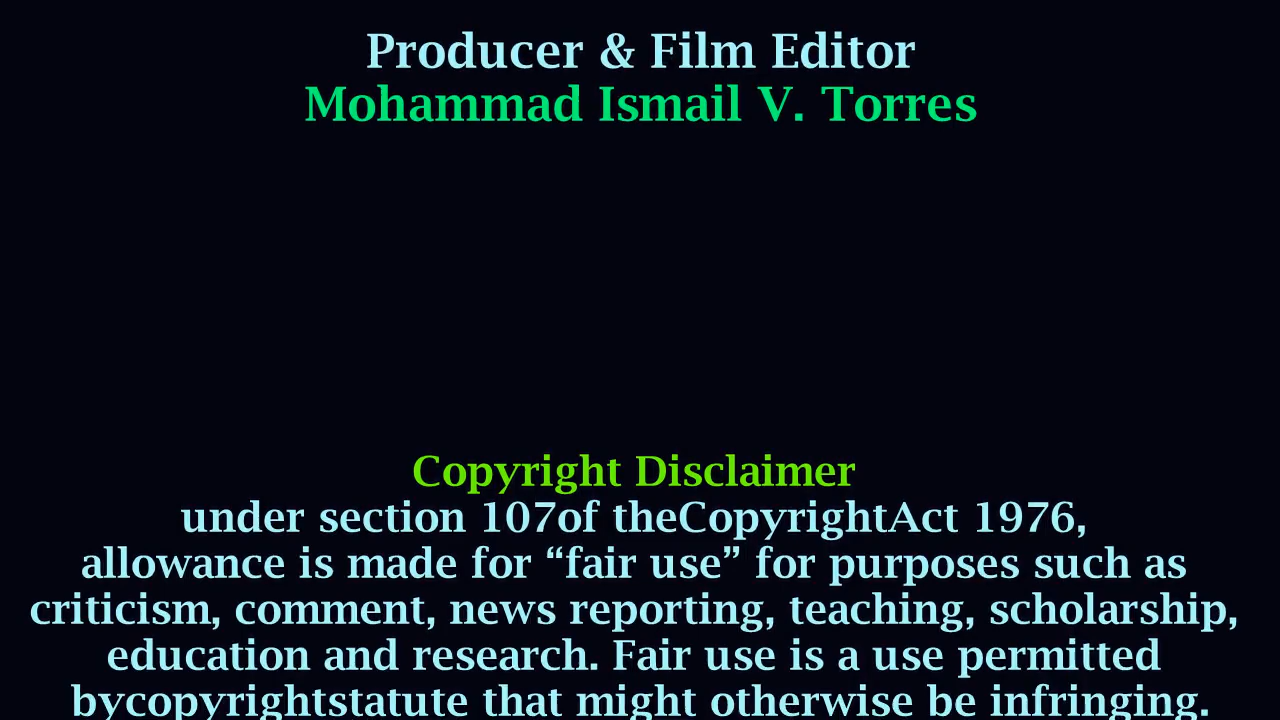 Producer & Film Editor
Mohammad Ismail V. Torres
Copyright Disclaimer
under section 107of theCopyrightAct 1976,
allowance is made for “fair use” for purposes such as
criticism, comment, news reporting, teaching, scholarship,
education and research. Fair use is a use permitted
bycopyrightstatute that might otherwise be infringing.